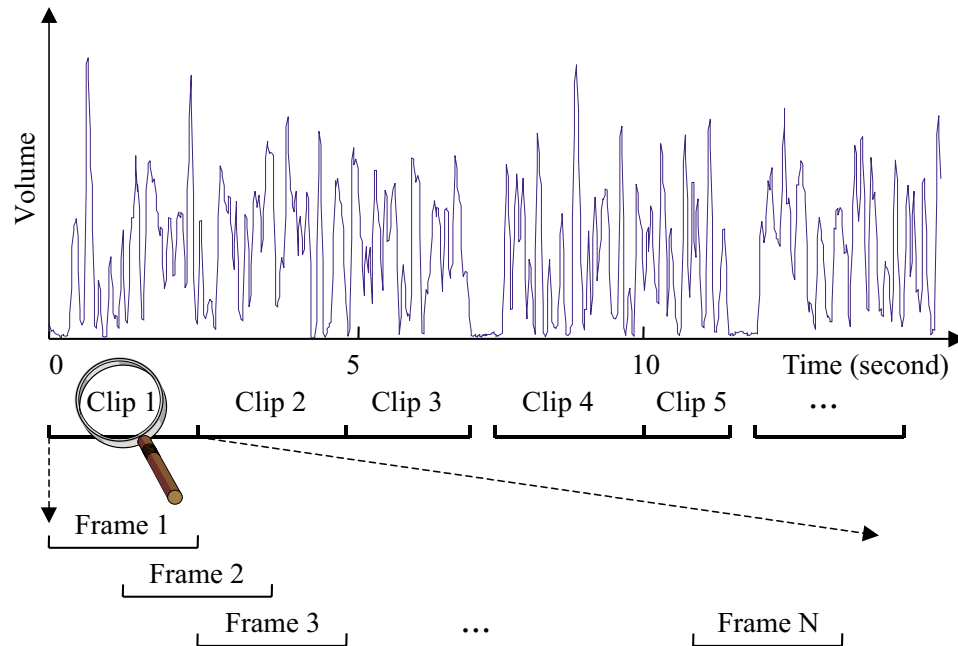 Volume
0 5 10 Time (second)
Clip 1 Clip 2 Clip 3 Clip 4 Clip 5 ...
Frame 1
Frame 2
Frame 3 ... Frame N